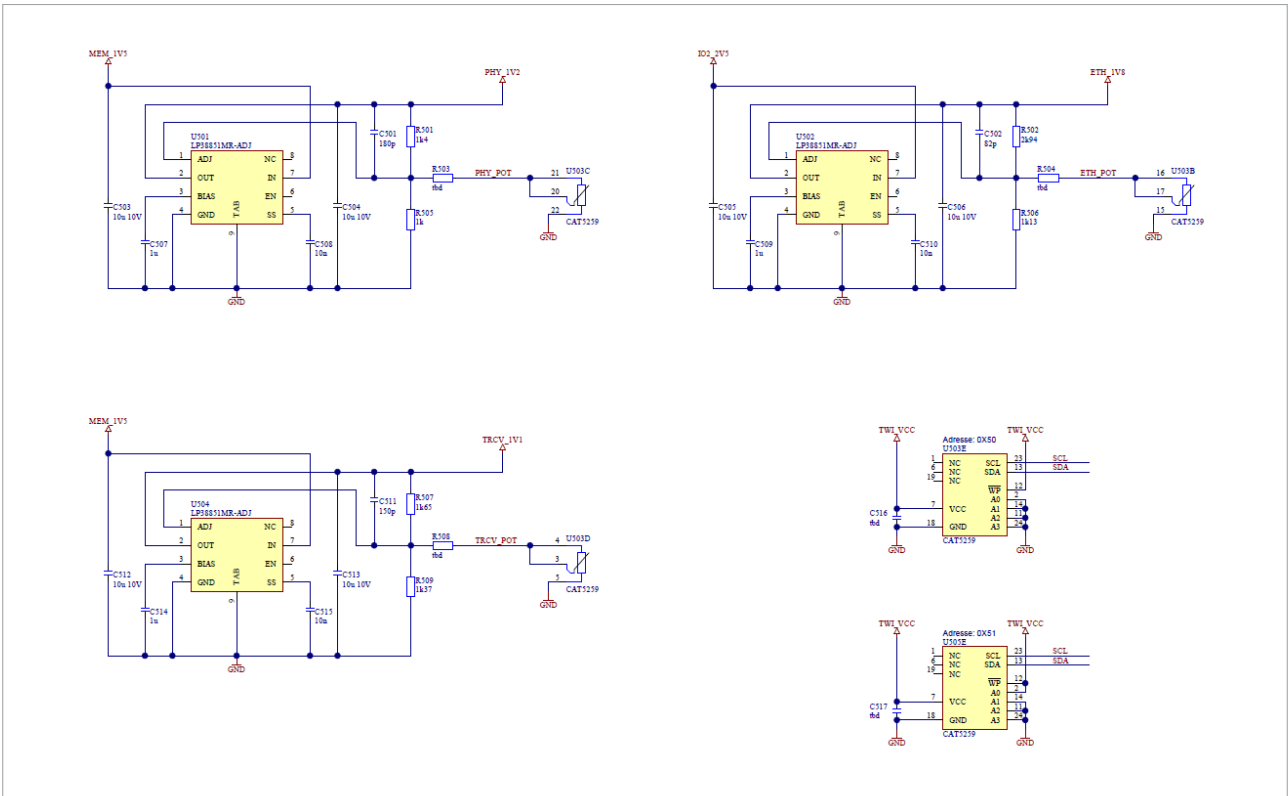 MEM_1V5
PHY_1V2
U501
LP38851MR-ADJ
1 ADJ NC 8
2 OUT IN 7
3 BIAS EN 6
4 GND SS 5
TAB
9
C501
180p
R501
1k4
R503
tbd
PHY_POT
21 U503C
20
22
CAT5259
GND
C503
10u 10V
C504
10u 10V
R505
1k
C507
1u
C508
10n
GND
IO2_2V5
ETH_1V8
U502
LP38851MR-ADJ
1 ADJ NC 8
2 OUT IN 7
3 BIAS EN 6
4 GND SS 5
TAB
9
C502
82p
R502
2k94
R504
tbd
ETH_POT
16 U503B
17
15
CAT5259
GND
C505
10u 10V
C506
10u 10V
R506
1k13
C509
1u
C510
10n
GND
MEM_1V5
TRCV_1V1
U504
LP38851MR-ADJ
1 ADJ NC 8
2 OUT IN 7
3 BIAS EN 6
4 GND SS 5
TAB
9
C511
150p
R507
1k65
R508
tbd
TRCV_POT
4 U503D
3
5
CAT5259
GND
C512
10u 10V
C513
10u 10V
R509
1k37
C514
1u
C515
10n
GND
TWI_VCC
TWI_VCC
Adresse: 0X50
U503E
1 NC SCL 23 SCL
6 NC SDA 13 SDA
19 NC
WP 12
A0 2
7 VCC A1 14
A2 11
18 GND A3 24
CAT5259
C516
tbd
GND
GND
TWI_VCC
TWI_VCC
Adresse: 0X51
U505E
1 NC SCL 23 SCL
6 NC SDA 13 SDA
19 NC
WP 12
A0 2
7 VCC A1 14
A2 11
18 GND A3 24
CAT5259
C517
tbd
GND
GND